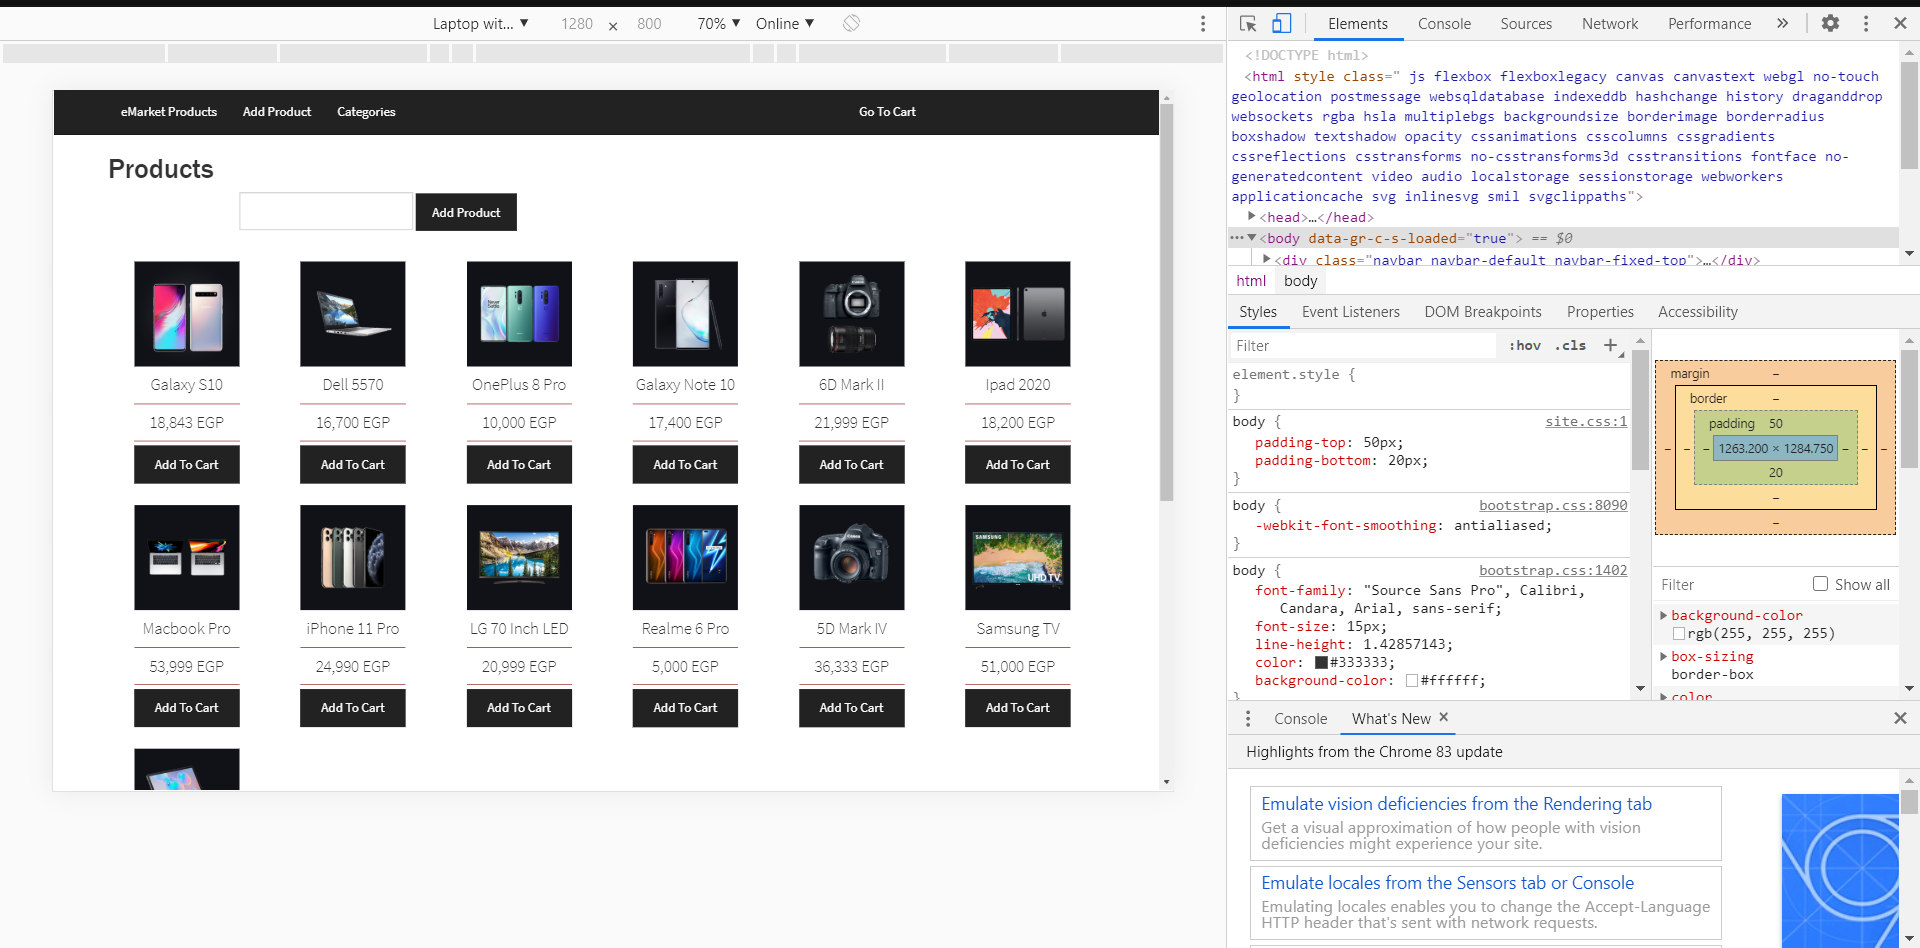 Laptop wit... ▼ 1280 × 800 70% ▼ Online ▼
eMarket Products Add Product Categories Go To Cart
Products
Add Product
Galaxy S10 Dell 5570 OnePlus 8 Pro Galaxy Note 10 6D Mark II Ipad 2020
18,843 EGP 16,700 EGP 10,000 EGP 17,400 EGP 21,999 EGP 18,200 EGP
Add To Cart Add To Cart Add To Cart Add To Cart Add To Cart Add To Cart
SAMSUNG
UHD TV
Macbook Pro iPhone 11 Pro LG 70 Inch LED Realme 6 Pro 5D Mark IV Samsung TV
53,999 EGP 24,990 EGP 20,999 EGP 5,000 EGP 36,333 EGP 51,000 EGP
Add To Cart Add To Cart Add To Cart Add To Cart Add To Cart Add To Cart
Elements Console Sources Network Performance »
<!DOCTYPE html>
<html style class=" js flexbox flexboxlegacy canvas canvastext webgl no-touch
geolocation postmessage websqldatabase indexeddb hashchange history draganddrop
websockets rgba hsla multiplebgs backgroundsize borderimage borderradius
boxshadow textshadow opacity cssanimations csscolumns cssgradients
cssreflections csstransforms no-csstransforms3d csstransitions fontface no-
generatedcontent video audio localstorage sessionstorage webworkers
applicationcache svg inlinesvg smil svgclippaths">
<head>…</head>
<body data-gr-c-s-loaded="true"> == $0
<div class="navbar navbar-default navbar-fixed-top">…</div>
html body
Styles Event Listeners DOM Breakpoints Properties Accessibility
Filter :hov .cls +
element.style {
}
body { site.css:1
padding-top: 50px;
padding-bottom: 20px;
}
body { bootstrap.css:8090
-webkit-font-smoothing: antialiased;
}
body { bootstrap.css:1402
font-family: "Source Sans Pro", Calibri,
Candara, Arial, sans-serif;
font-size: 15px;
line-height: 1.42857143;
color: #333333;
background-color: #ffffff;
}
margin –
border –
padding 50
– – – 1263.200 × 1284.750 – – –
20
–
–
Filter Show all
background-color
rgb(255, 255, 255)
box-sizing
border-box
color
Console What's New ×
Highlights from the Chrome 83 update
Emulate vision deficiencies from the Rendering tab
Get a visual approximation of how people with vision
deficiencies might experience your site.
Emulate locales from the Sensors tab or Console
Emulating locales enables you to change the Accept-Language
HTTP header that's sent with network requests.